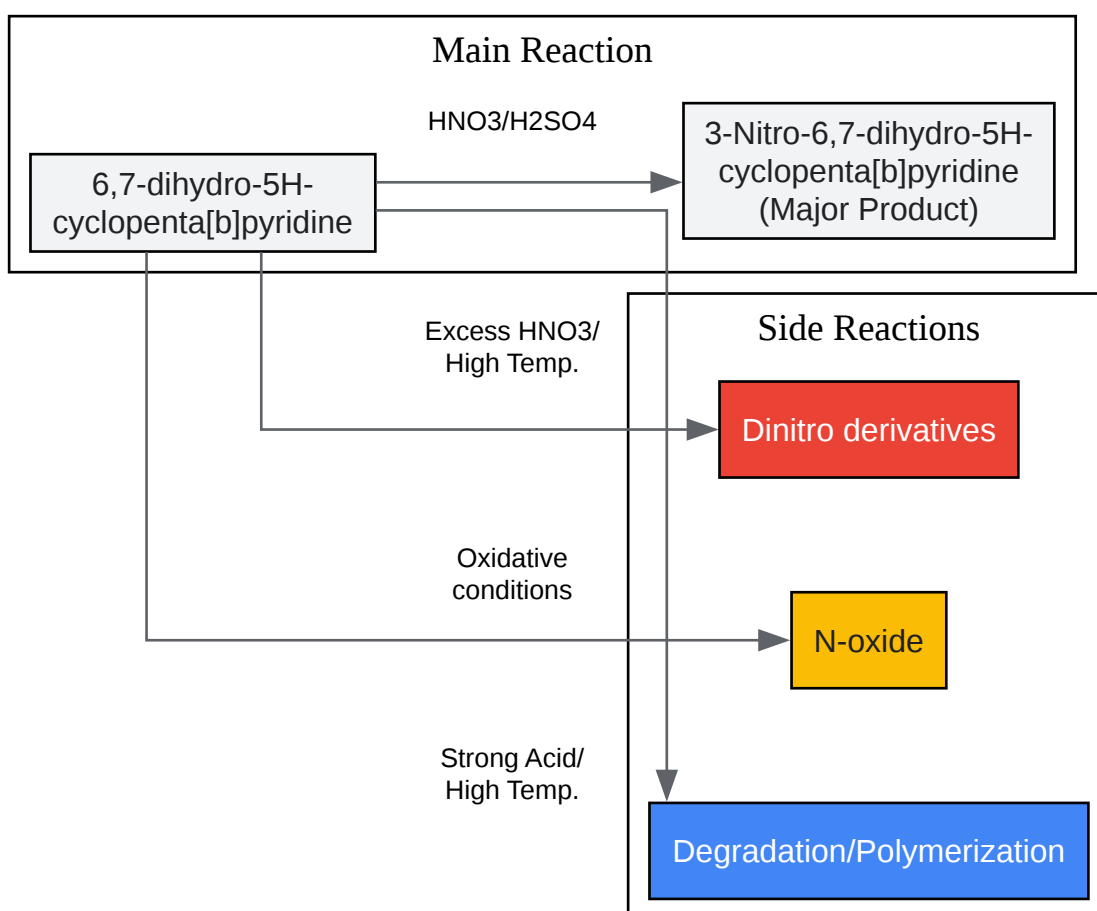 Main Reaction
HNO3/H2SO4
6,7-dihydro-5H-
cyclopenta[b]pyridine
3-Nitro-6,7-dihydro-5H-
cyclopenta[b]pyridine
(Major Product)
Side Reactions
Excess HNO3/
High Temp.
Dinitro derivatives
Oxidative
conditions
N-oxide
Strong Acid/
High Temp.
Degradation/Polymerization